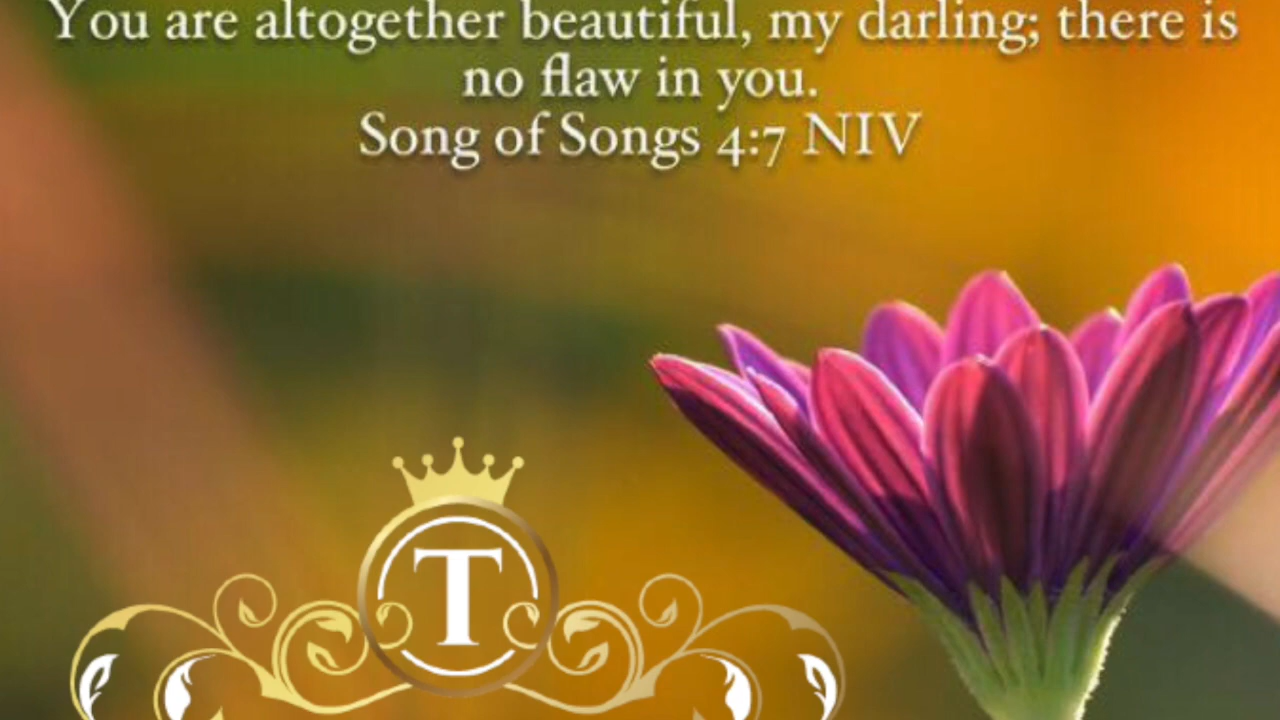 You are altogether beautiful, my darling; there is
no flaw in you.
Song of Songs 4:7 NIV
T